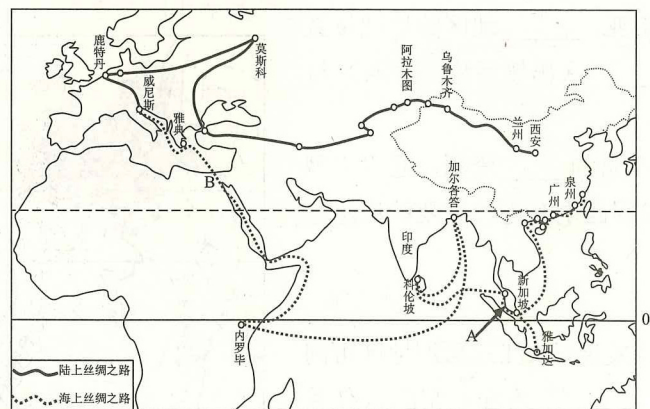 鹿特丹
莫斯科
威尼斯
雅典
阿拉木图
乌鲁木齐
兰州
西安
加尔各答
广州
泉州
B
印度
科伦坡
新加坡
0
A
内罗毕
雅加达
陆上丝绸之路
海上丝绸之路